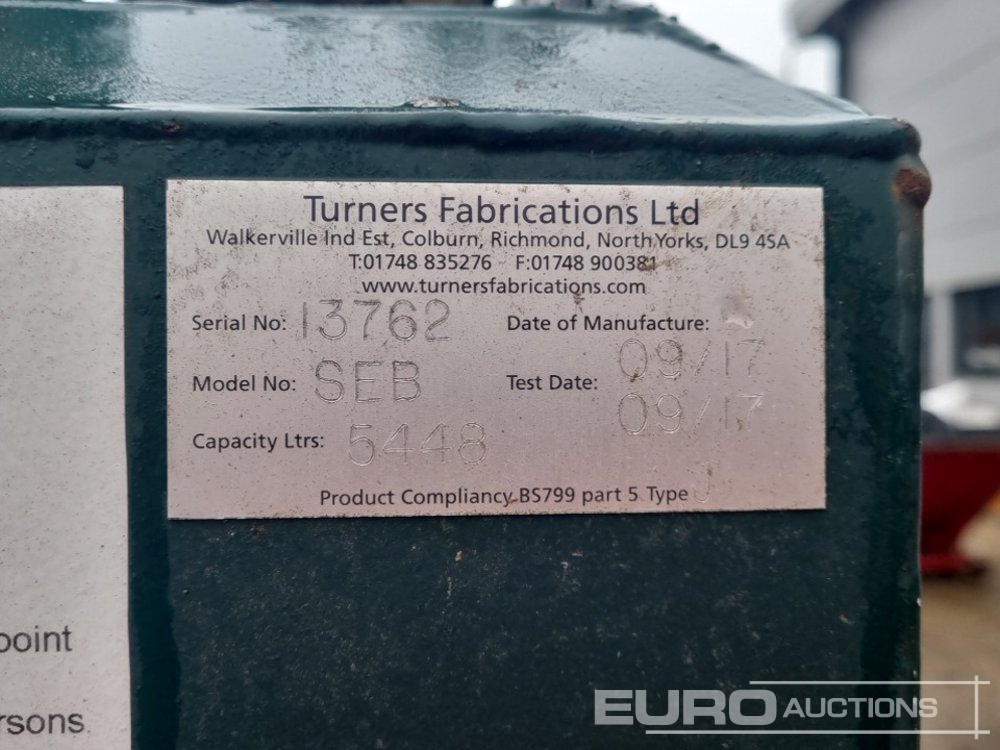 Turners Fabrications Ltd
Walkerville Ind Est, Colburn, Richmond, North Yorks, DL9 4SA
T:01748 835276 F:01748 900381
www.turnersfabrications.com
Serial No: 13762 Date of Manufacture: 09/17
Model No: SEB Test Date: 09/17
Capacity Ltrs: 5448
Product Compliancy BS799 part 5 Type J
point
rsons
EURO AUCTIONS